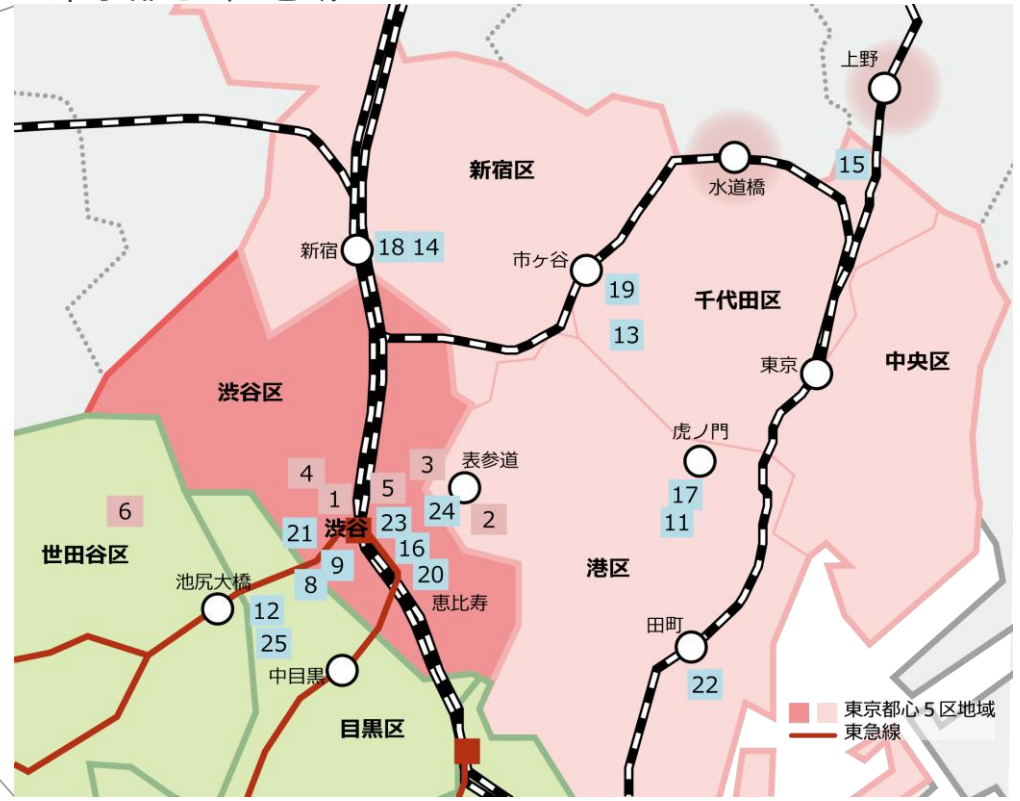 上野
15
新宿区
水道橋
新宿
18 14
市ヶ谷
19
千代田区
13
東京
中央区
渋谷区
虎ノ門
表参道
3
4
5
1
17
24
2
11
6
21
渋谷
23
16
世田谷区
9
20
港区
池尻大橋
8
恵比寿
12
25
田町
中目黒
22
目黒区
東京都心5区地域
東急線